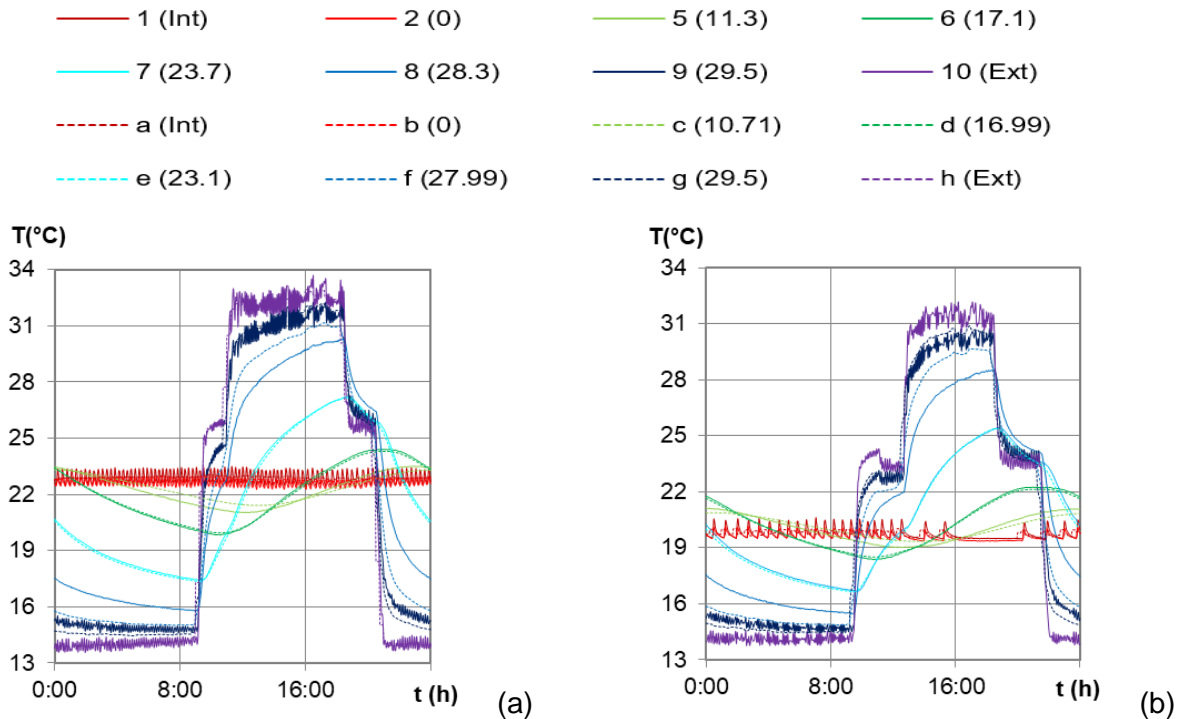 1 (Int) 2 (0) 5 (11.3) 6 (17.1)
7 (23.7) 8 (28.3) 9 (29.5) 10 (Ext)
a (Int) b (0) c (10.71) d (16.99)
e (23.1) f (27.99) g (29.5) h (Ext)
T(°C)
34
31
28
25
22
19
16
13
0:00 8:00 16:00 t (h)
(a)
T(°C)
34
31
28
25
22
19
16
13
0:00 8:00 16:00 t (h)
(b)